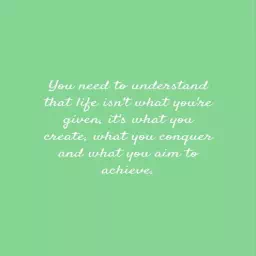 You need to understand
that life isn't what you're
given, it's what you
create, what you conquer
and what you aim to
achieve.